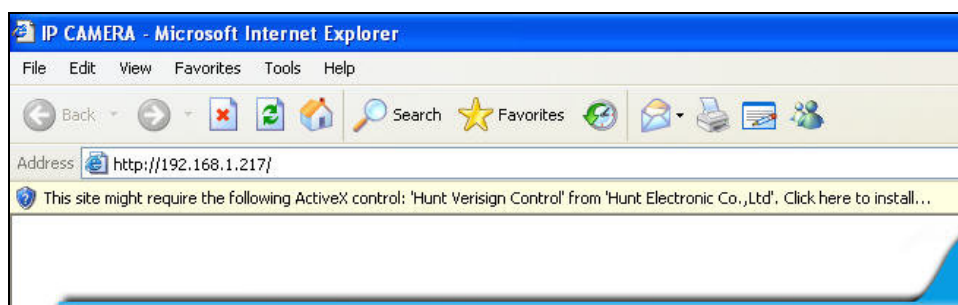 IP CAMERA - Microsoft Internet Explorer
File Edit View Favorites Tools Help
Back Search Favorites
Address http://192.168.1.217/
This site might require the following ActiveX control: 'Hunt Verisign Control' from 'Hunt Electronic Co.,Ltd'. Click here to install...